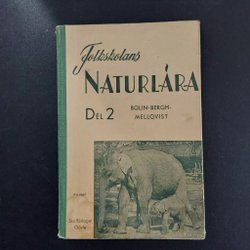 Folkskolans
NATURLÄRA
DEL 2
BOLIN-BERGH-
MELLQVIST